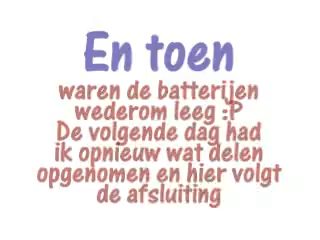 En toen
waren de batterijen
wederom leeg :P
De volgende dag had
ik opnieuw wat delen
opgenomen en hier volgt
de afsluiting